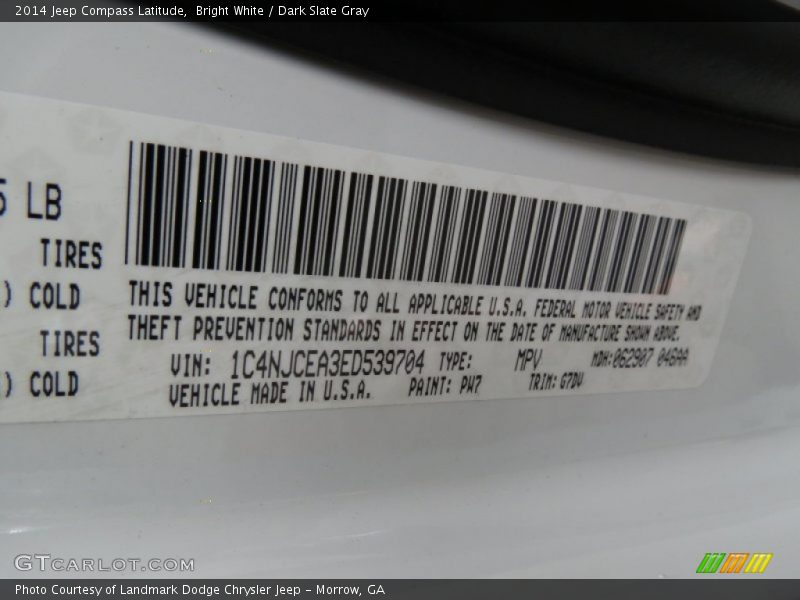 2014 Jeep Compass Latitude,  Bright White / Dark Slate Gray
5 LB
TIRES
) COLD
TIRES
) COLD
THIS VEHICLE CONFORMS TO ALL APPLICABLE U.S.A. FEDERAL MOTOR VEHICLE SAFETY AND
THEFT PREVENTION STANDARDS IN EFFECT ON THE DATE OF MANUFACTURE SHOWN ABOVE.
VIN: 1C4NJCEA3ED539704 TYPE: MPV MDH:062907 046AA
VEHICLE MADE IN U.S.A. PAINT: PW7 TRIM: G7DV
GTCARLOT.COM
Photo Courtesy of Landmark Dodge Chrysler Jeep - Morrow, GA